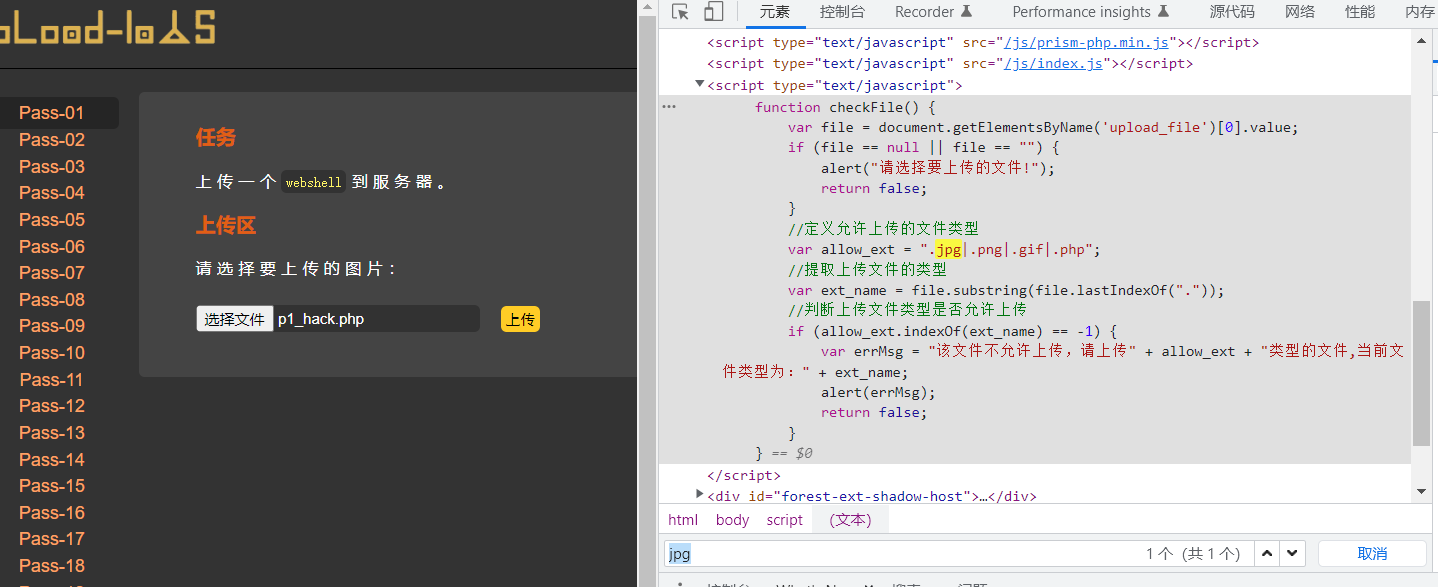 pLoad-labs
Pass-01
Pass-02
Pass-03
Pass-04
Pass-05
Pass-06
Pass-07
Pass-08
Pass-09
Pass-10
Pass-11
Pass-12
Pass-13
Pass-14
Pass-15
Pass-16
Pass-17
Pass-18
任务
上传一个 webshell 到服务器。
上传区
请选择要上传的图片:
选择文件 p1_hack.php 上传
元素 控制台 Recorder Performance insights 源代码 网络 性能 内存
<script type="text/javascript" src="/js/prism-php.min.js"></script>
<script type="text/javascript" src="/js/index.js"></script>
▼<script type="text/javascript">
··· function checkFile() {
var file = document.getElementsByName('upload_file')[0].value;
if (file == null || file == "") {
alert("请选择要上传的文件!");
return false;
}
//定义允许上传的文件类型
var allow_ext = ".jpg|.png|.gif|.php";
//提取上传文件的类型
var ext_name = file.substring(file.lastIndexOf("."));
//判断上传文件类型是否允许上传
if (allow_ext.indexOf(ext_name) == -1) {
var errMsg = "该文件不允许上传，请上传" + allow_ext + "类型的文件,当前文
件类型为：" + ext_name;
alert(errMsg);
return false;
}
} == $0
</script>
▶<div id="forest-ext-shadow-host">…</div>
html body script (文本)
jpg 1 个 (共 1 个) 取消